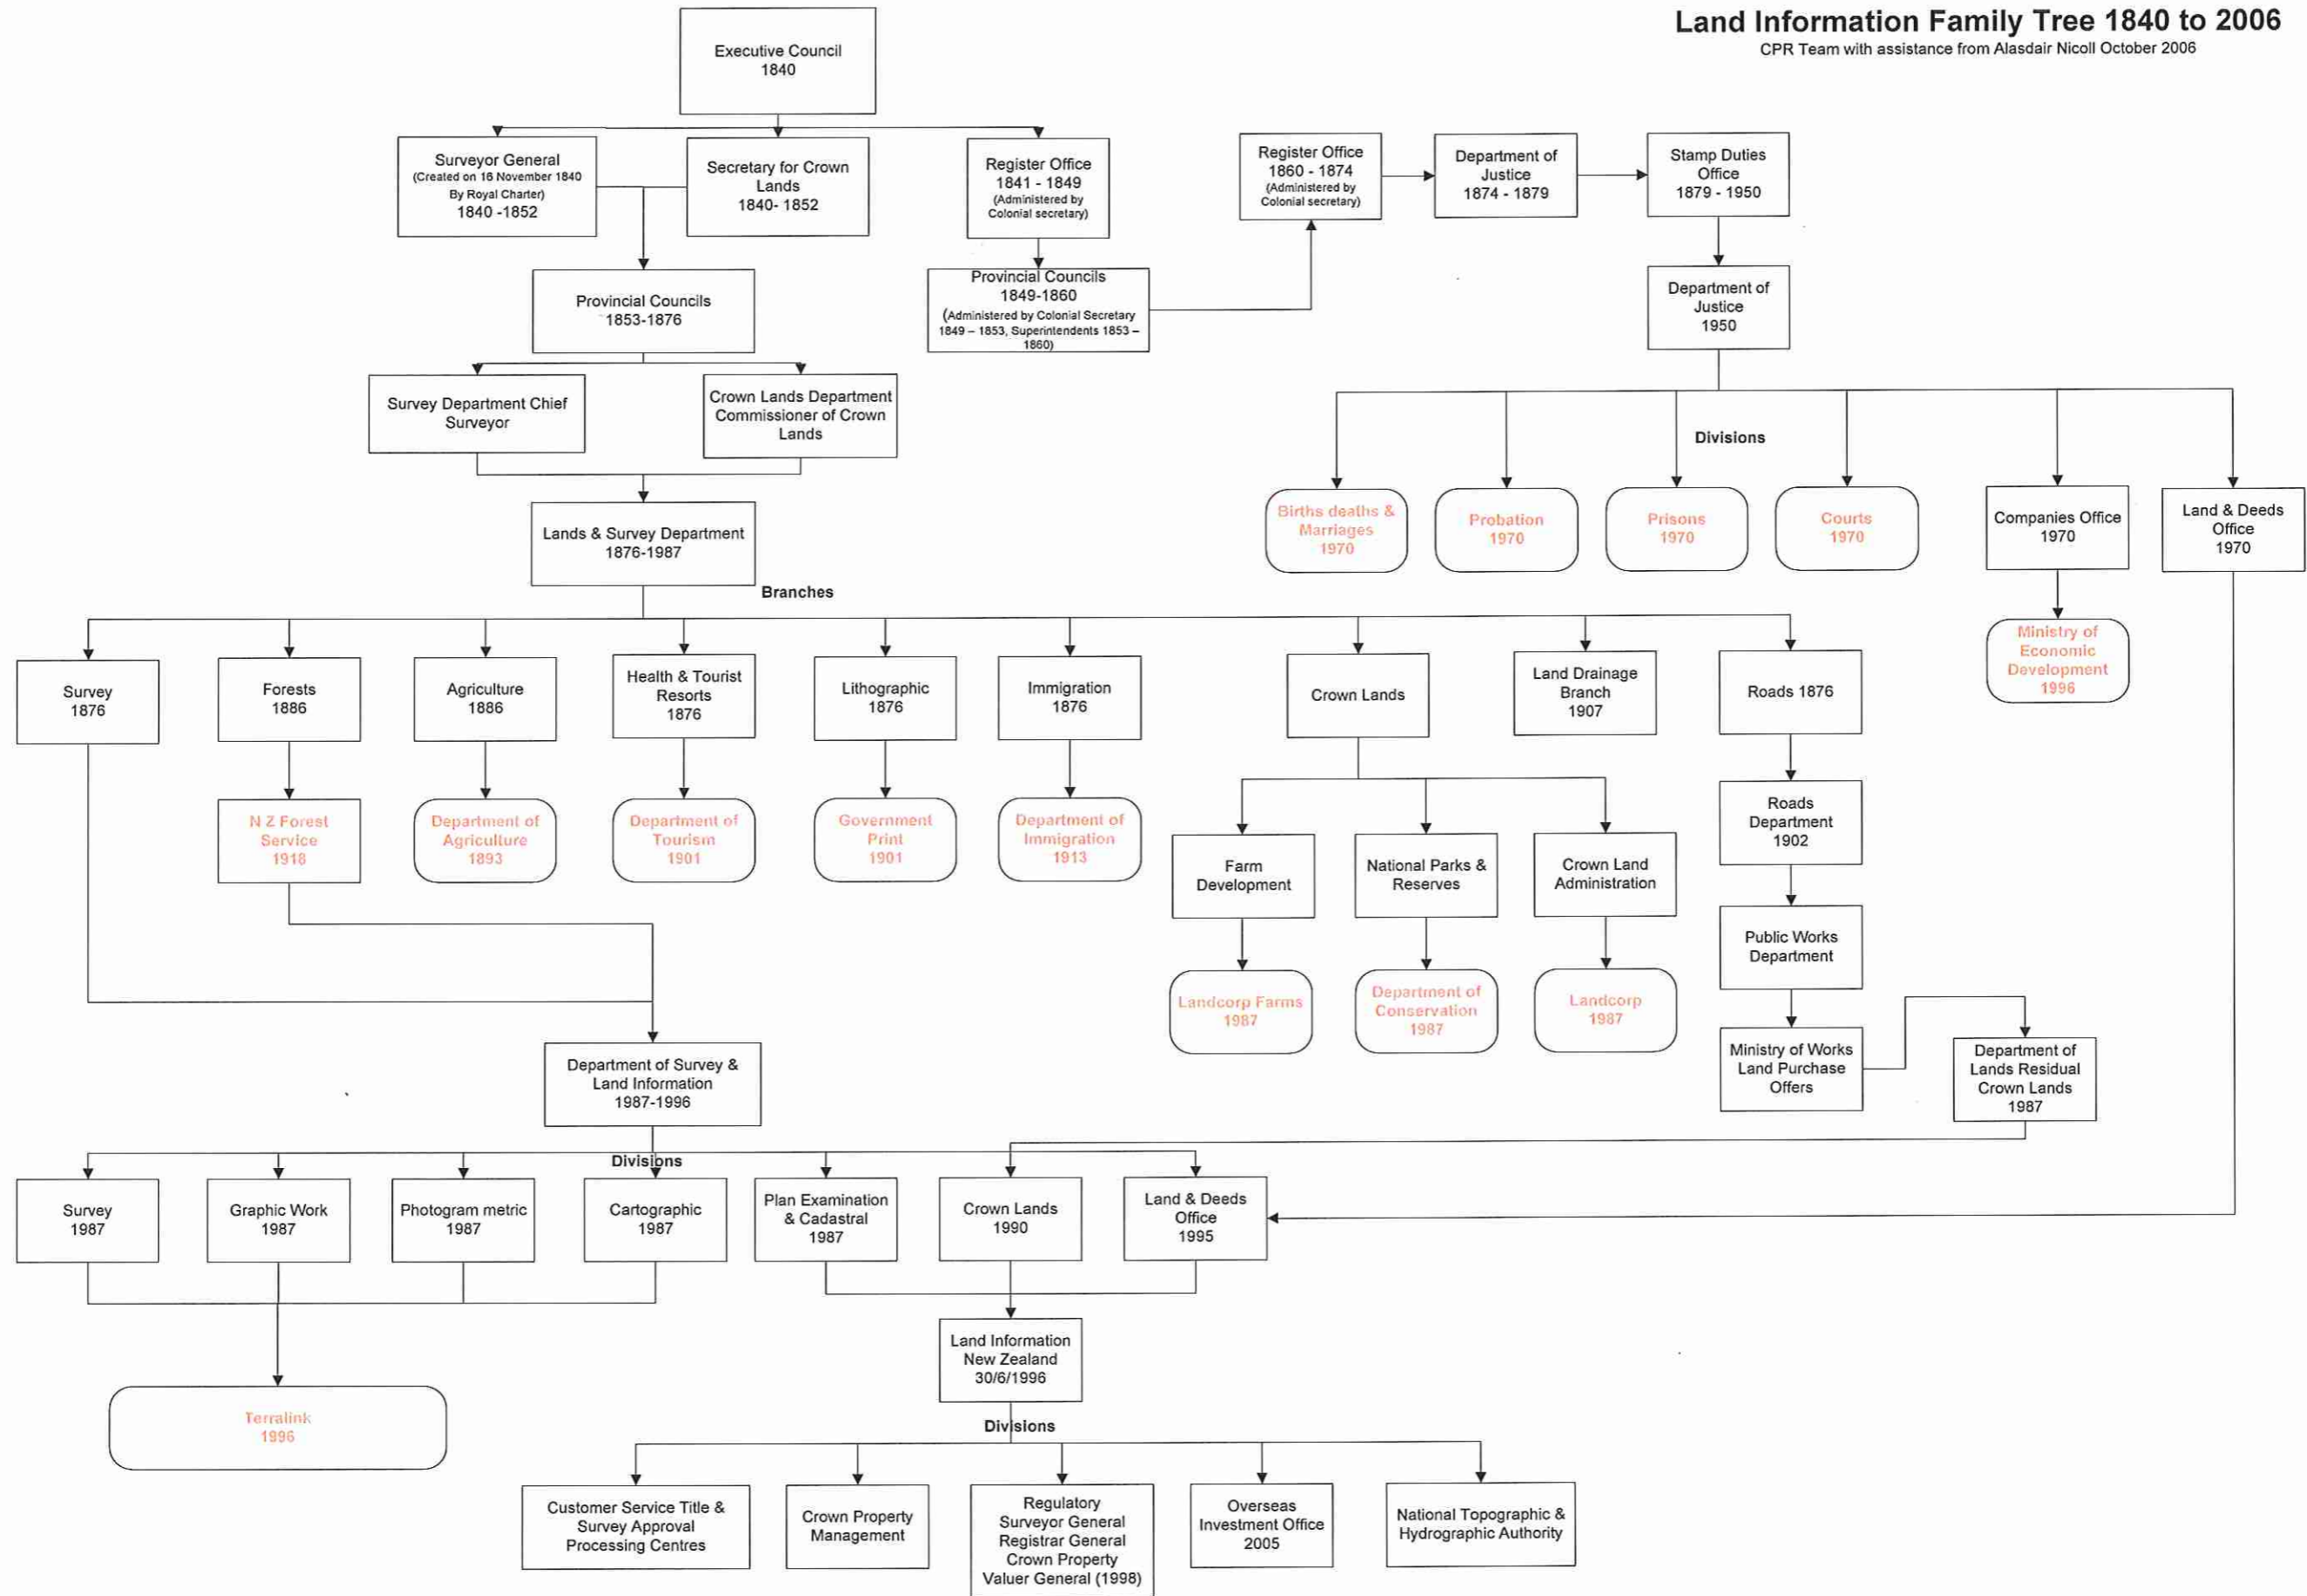 Land Information Family Tree 1840 to 2006
CPR Team with assistance from Alasdair Nicoll October 2006
Executive Council
1840
Surveyor General
(Created on 16 November 1840
By Royal Charter)
1840 -1852
Secretary for Crown
Lands
1840- 1852
Register Office
1841 - 1849
(Administered by
Colonial secretary)
Register Office
1860 - 1874
(Administered by
Colonial secretary)
Department of
Justice
1874 - 1879
Stamp Duties
Office
1879 - 1950
Provincial Councils
1853-1876
Provincial Councils
1849-1860
(Administered by Colonial Secretary
1849 – 1853, Superintendents 1853 –
1860)
Department of
Justice
1950
Survey Department Chief
Surveyor
Crown Lands Department
Commissioner of Crown
Lands
Divisions
Births deaths &
Marriages
1970
Probation
1970
Prisons
1970
Courts
1970
Companies Office
1970
Land & Deeds
Office
1970
Lands & Survey Department
1876-1987
Branches
Ministry of
Economic
Development
1996
Survey
1876
Forests
1886
Agriculture
1886
Health & Tourist
Resorts
1876
Lithographic
1876
Immigration
1876
Crown Lands
Land Drainage
Branch
1907
Roads 1876
N Z Forest
Service
1918
Department of
Agriculture
1893
Department of
Tourism
1901
Government
Print
1901
Department of
Immigration
1913
Farm
Development
National Parks &
Reserves
Crown Land
Administration
Roads
Department
1902
Public Works
Department
Landcorp Farms
1987
Department of
Conservation
1987
Landcorp
1987
Ministry of Works
Land Purchase
Offers
Department of
Lands Residual
Crown Lands
1987
Department of Survey &
Land Information
1987-1996
Divisions
Survey
1987
Graphic Work
1987
Photogram metric
1987
Cartographic
1987
Plan Examination
& Cadastral
1987
Crown Lands
1990
Land & Deeds
Office
1995
Land Information
New Zealand
30/6/1996
Terralink
1996
Divisions
Customer Service Title &
Survey Approval
Processing Centres
Crown Property
Management
Regulatory
Surveyor General
Registrar General
Crown Property
Valuer General (1998)
Overseas
Investment Office
2005
National Topographic &
Hydrographic Authority